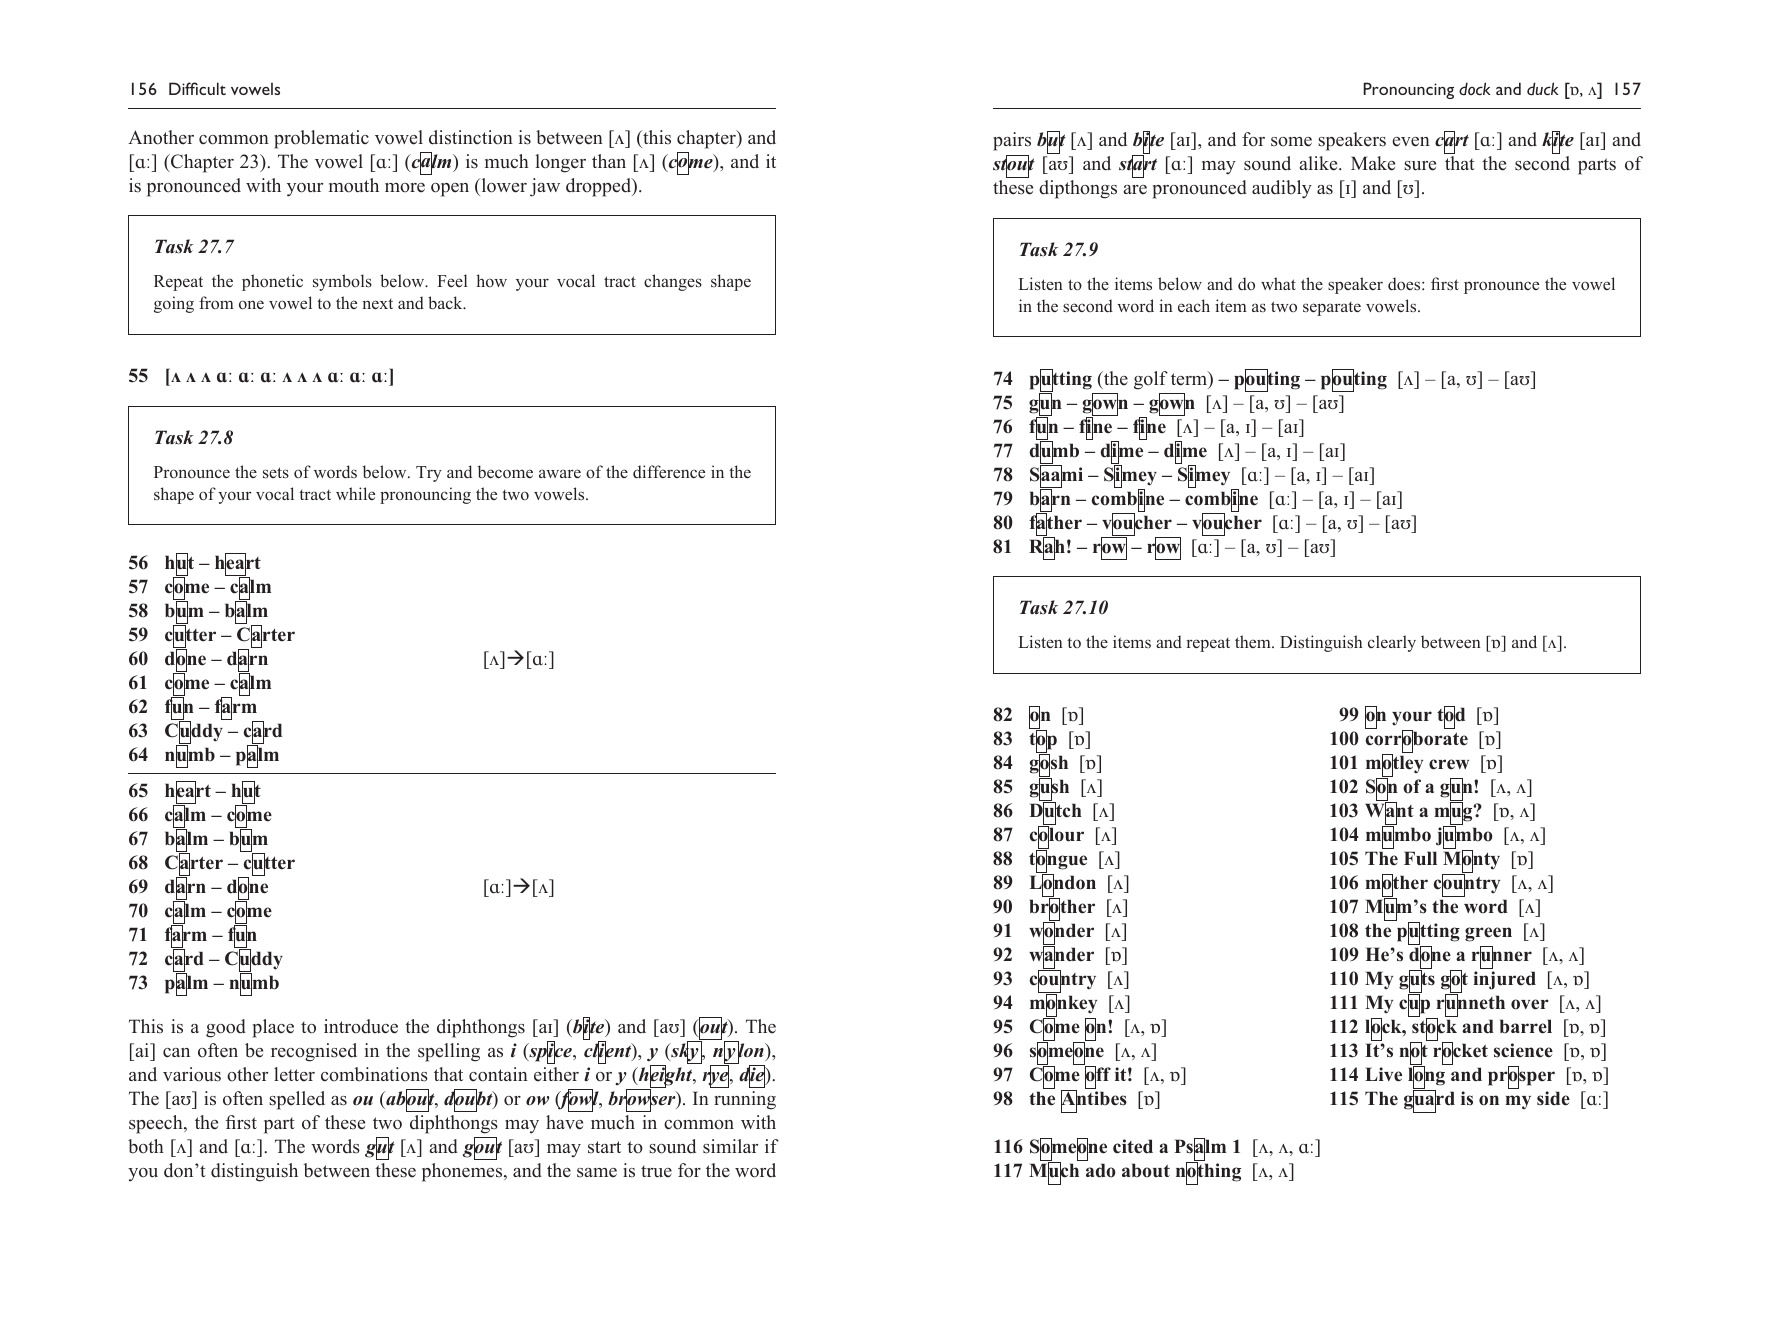 156 Difficult vowels
Another common problematic vowel distinction is between [ʌ] (this chapter) and
[ɑː] (Chapter 23). The vowel [ɑː] (calm) is much longer than [ʌ] (come), and it
is pronounced with your mouth more open (lower jaw dropped).
Task 27.7
Repeat the phonetic symbols below. Feel how your vocal tract changes shape
going from one vowel to the next and back.
55 [ʌ ʌ ʌ ɑː ɑː ɑː ʌ ʌ ʌ ɑː ɑː ɑː]
Task 27.8
Pronounce the sets of words below. Try and become aware of the difference in the
shape of your vocal tract while pronouncing the two vowels.
56 hut – heart
57 come – calm
58 bum – balm
59 cutter – Carter
60 done – darn [ʌ]→[ɑː]
61 come – calm
62 fun – farm
63 Cuddy – card
64 numb – palm
65 heart – hut
66 calm – come
67 balm – bum
68 Carter – cutter
69 darn – done [ɑː]→[ʌ]
70 calm – come
71 farm – fun
72 card – Cuddy
73 palm – numb
This is a good place to introduce the diphthongs [aɪ] (bite) and [aʊ] (out). The
[ai] can often be recognised in the spelling as i (spice, client), y (sky, nylon),
and various other letter combinations that contain either i or y (height, rye, die).
The [aʊ] is often spelled as ou (about, doubt) or ow (fowl, browser). In running
speech, the first part of these two diphthongs may have much in common with
both [ʌ] and [ɑː]. The words gut [ʌ] and gout [aʊ] may start to sound similar if
you don’t distinguish between these phonemes, and the same is true for the word
Pronouncing dock and duck [ɒ, ʌ] 157
pairs but [ʌ] and bite [aɪ], and for some speakers even cart [ɑː] and kite [aɪ] and
stout [aʊ] and start [ɑː] may sound alike. Make sure that the second parts of
these dipthongs are pronounced audibly as [ɪ] and [ʊ].
Task 27.9
Listen to the items below and do what the speaker does: first pronounce the vowel
in the second word in each item as two separate vowels.
74 putting (the golf term) – pouting – pouting [ʌ] – [a, ʊ] – [aʊ]
75 gun – gown – gown [ʌ] – [a, ʊ] – [aʊ]
76 fun – fine – fine [ʌ] – [a, ɪ] – [aɪ]
77 dumb – dime – dime [ʌ] – [a, ɪ] – [aɪ]
78 Saami – Simey – Simey [ɑː] – [a, ɪ] – [aɪ]
79 barn – combine – combine [ɑː] – [a, ɪ] – [aɪ]
80 father – voucher – voucher [ɑː] – [a, ʊ] – [aʊ]
81 Rah! – row – row [ɑː] – [a, ʊ] – [aʊ]
Task 27.10
Listen to the items and repeat them. Distinguish clearly between [ɒ] and [ʌ].
82 on [ɒ]
83 top [ɒ]
84 gosh [ɒ]
85 gush [ʌ]
86 Dutch [ʌ]
87 colour [ʌ]
88 tongue [ʌ]
89 London [ʌ]
90 brother [ʌ]
91 wonder [ʌ]
92 wander [ɒ]
93 country [ʌ]
94 monkey [ʌ]
95 Come on! [ʌ, ɒ]
96 someone [ʌ, ʌ]
97 Come off it! [ʌ, ɒ]
98 the Antibes [ɒ]
99 on your tod [ɒ]
100 corroborate [ɒ]
101 motley crew [ɒ]
102 Son of a gun! [ʌ, ʌ]
103 Want a mug? [ɒ, ʌ]
104 mumbo jumbo [ʌ, ʌ]
105 The Full Monty [ɒ]
106 mother country [ʌ, ʌ]
107 Mum’s the word [ʌ]
108 the putting green [ʌ]
109 He’s done a runner [ʌ, ʌ]
110 My guts got injured [ʌ, ɒ]
111 My cup runneth over [ʌ, ʌ]
112 lock, stock and barrel [ɒ, ɒ]
113 It’s not rocket science [ɒ, ɒ]
114 Live long and prosper [ɒ, ɒ]
115 The guard is on my side [ɑː]
116 Someone cited a Psalm 1 [ʌ, ʌ, ɑː]
117 Much ado about nothing [ʌ, ʌ]